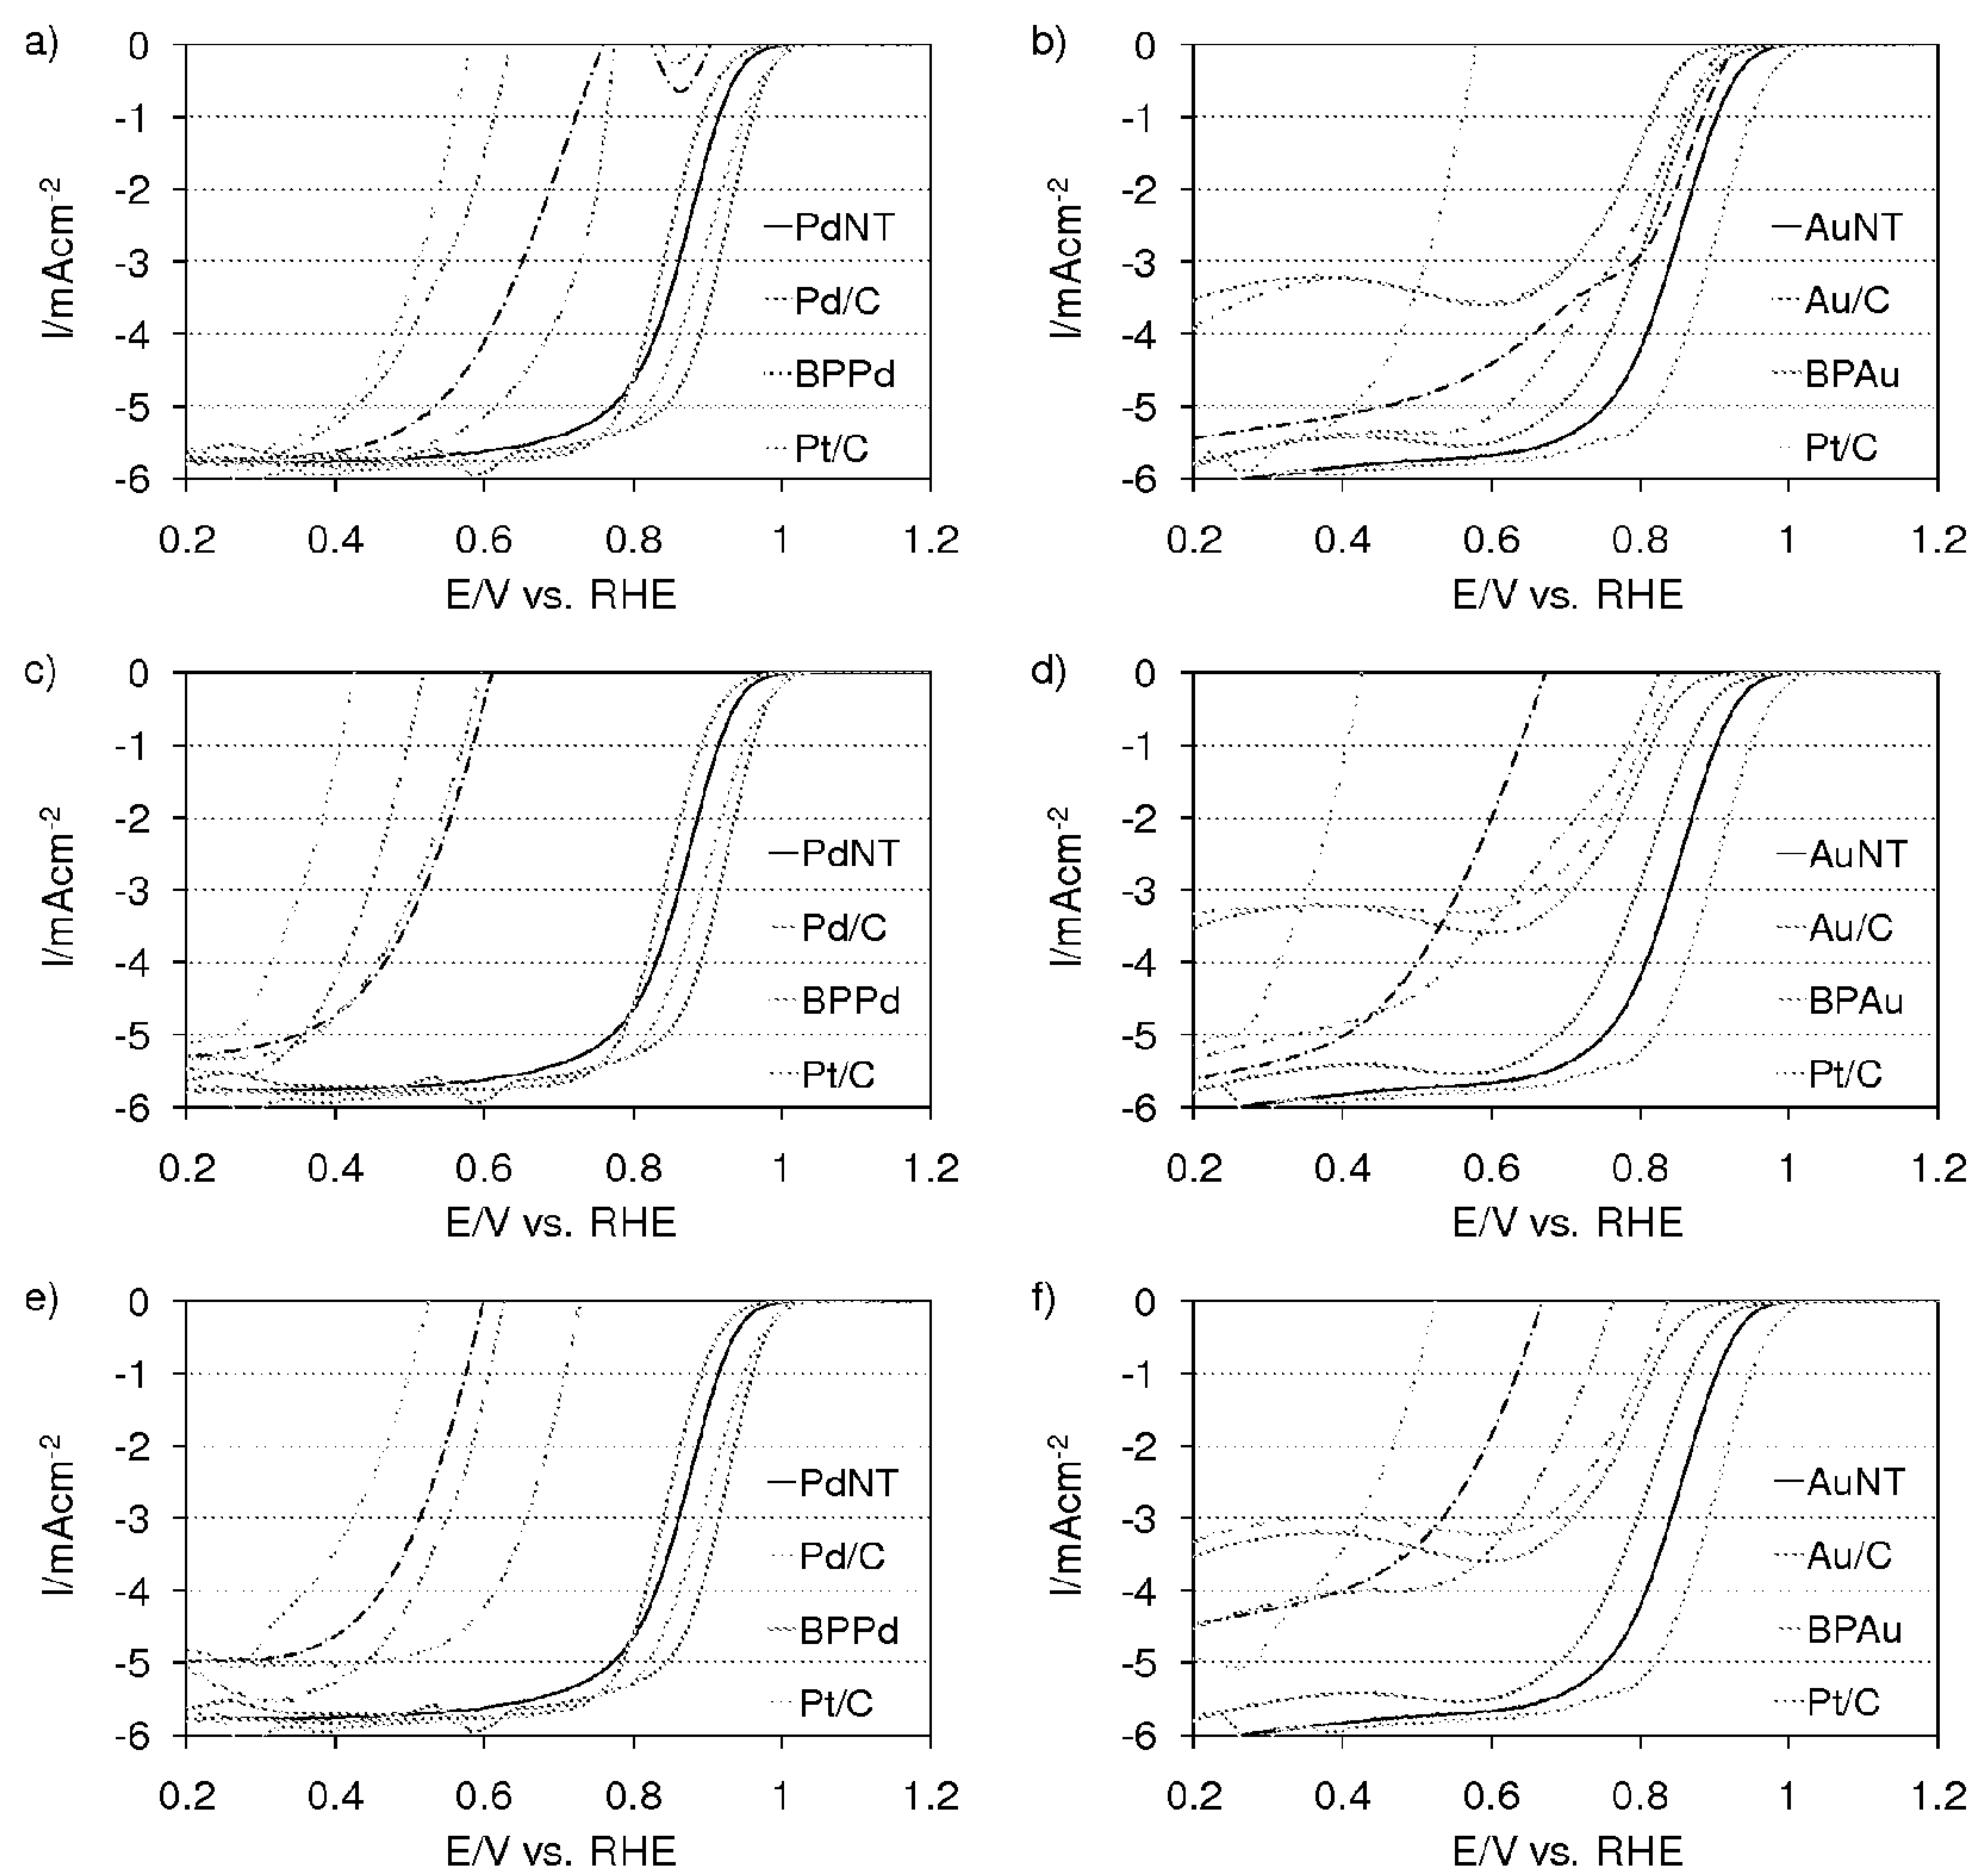 a)
0
-1
-2
-3
-4
-5
-6
I/mAcm-2
PdNT
Pd/C
BPPd
Pt/C
0.2 0.4 0.6 0.8 1 1.2
E/V vs. RHE
b)
0
-1
-2
-3
-4
-5
-6
I/mAcm-2
AuNT
Au/C
BPAu
Pt/C
0.2 0.4 0.6 0.8 1 1.2
E/V vs. RHE
c)
0
-1
-2
-3
-4
-5
-6
I/mAcm-2
PdNT
Pd/C
BPPd
Pt/C
0.2 0.4 0.6 0.8 1 1.2
E/V vs. RHE
d)
0
-1
-2
-3
-4
-5
-6
I/mAcm-2
AuNT
Au/C
BPAu
Pt/C
0.2 0.4 0.6 0.8 1 1.2
E/V vs. RHE
e)
0
-1
-2
-3
-4
-5
-6
I/mAcm-2
PdNT
Pd/C
BPPd
Pt/C
0.2 0.4 0.6 0.8 1 1.2
E/V vs. RHE
f)
0
-1
-2
-3
-4
-5
-6
I/mAcm-2
AuNT
Au/C
BPAu
Pt/C
0.2 0.4 0.6 0.8 1 1.2
E/V vs. RHE